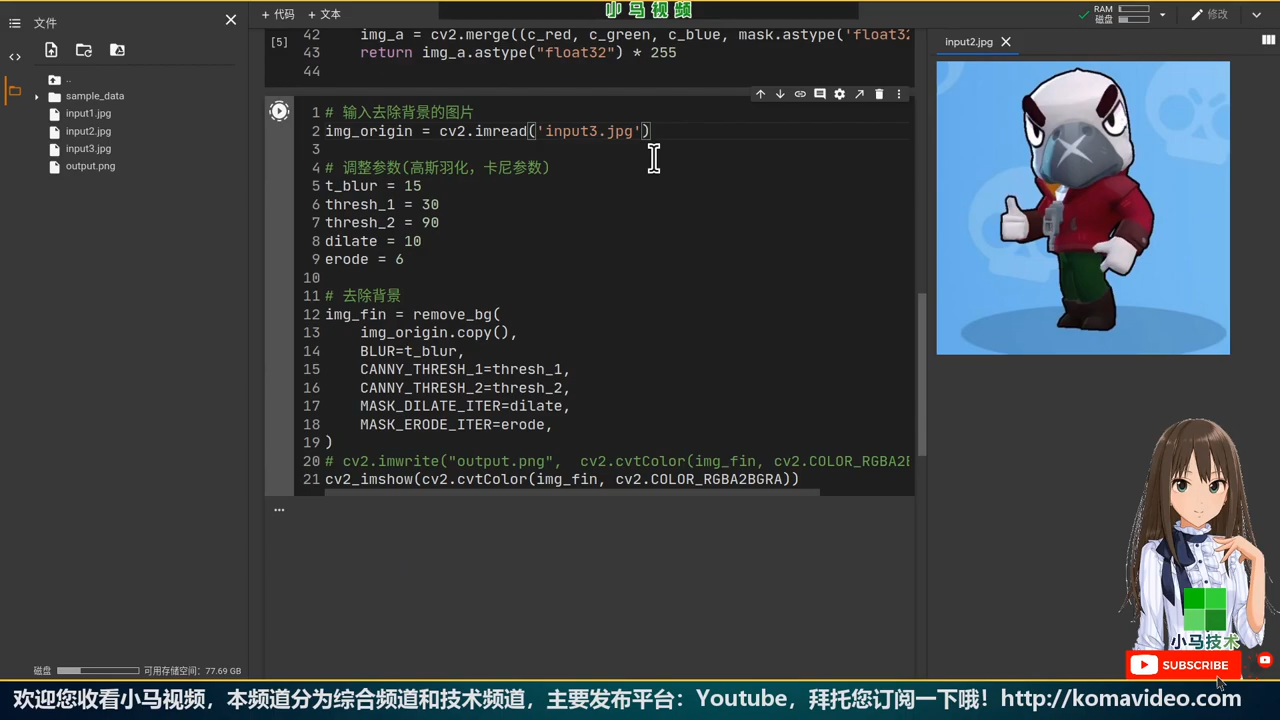 小马视频
文件
+ 代码 + 文本
RAM
磁盘
修改
..
sample_data
input1.jpg
input2.jpg
input3.jpg
output.png
42 img_a = cv2.merge((c_red, c_green, c_blue, mask.astype('float32
[5]
43 return img_a.astype("float32") * 255
44
1 # 输入去除背景的图片
2 img_origin = cv2.imread('input3.jpg')
3
4 # 调整参数(高斯羽化，卡尼参数)
5 t_blur = 15
6 thresh_1 = 30
7 thresh_2 = 90
8 dilate = 10
9 erode = 6
10
11 # 去除背景
12 img_fin = remove_bg(
13 img_origin.copy(),
14 BLUR=t_blur,
15 CANNY_THRESH_1=thresh_1,
16 CANNY_THRESH_2=thresh_2,
17 MASK_DILATE_ITER=dilate,
18 MASK_ERODE_ITER=erode,
19 )
20 # cv2.imwrite("output.png",  cv2.cvtColor(img_fin, cv2.COLOR_RGBA2B
21 cv2_imshow(cv2.cvtColor(img_fin, cv2.COLOR_RGBA2BGRA))
...
input2.jpg
小马技术
SUBSCRIBE
磁盘 可用存储空间：77.69 GB
欢迎您收看小马视频，本频道分为综合频道和技术频道，主要发布平台：Youtube，拜托您订阅一下哦！http://komavideo.com